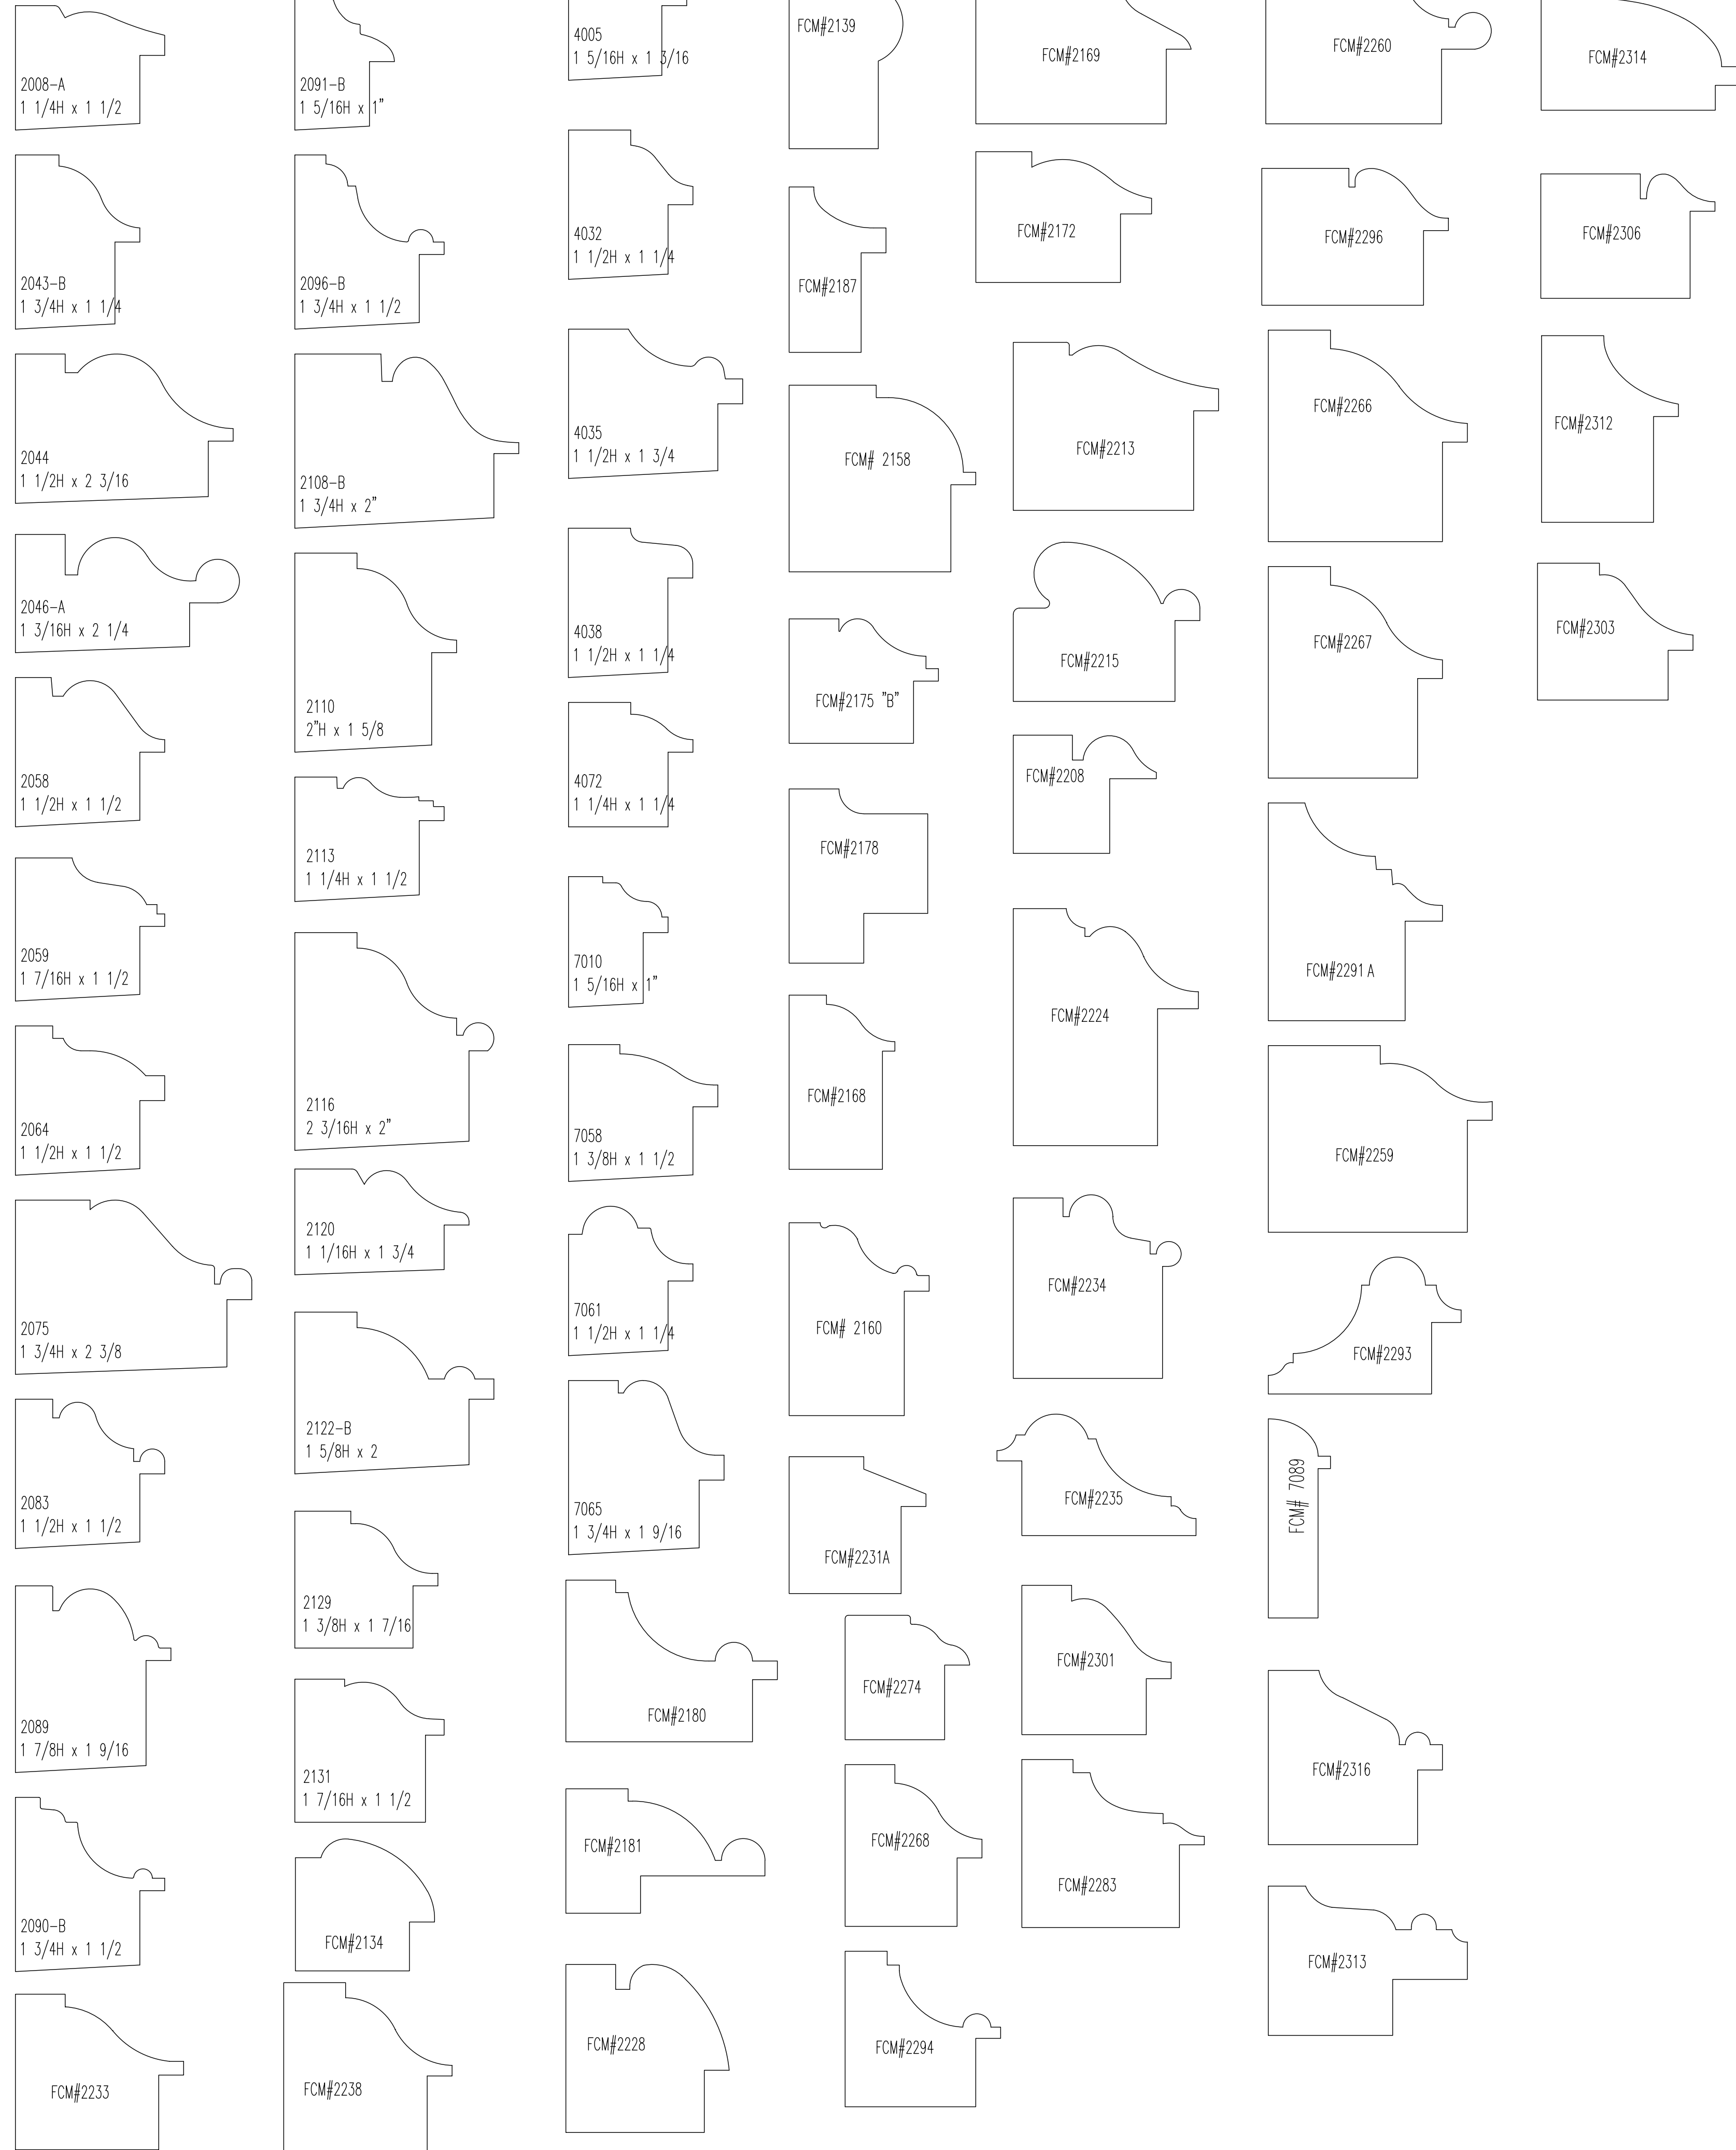 2008-A
1 1/4H x 1 1/2
2043-B
1 3/4H x 1 1/4
2044
1 1/2H x 2 3/16
2046-A
1 3/16H x 2 1/4
2058
1 1/2H x 1 1/2
2059
1 7/16H x 1 1/2
2064
1 1/2H x 1 1/2
2075
1 3/4H x 2 3/8
2083
1 1/2H x 1 1/2
2089
1 7/8H x 1 9/16
2090-B
1 3/4H x 1 1/2
FCM#2233
2091-B
1 5/16H x 1"
2096-B
1 3/4H x 1 1/2
2108-B
1 3/4H x 2"
2110
2"H x 1 5/8
2113
1 1/4H x 1 1/2
2116
2 3/16H x 2"
2120
1 1/16H x 1 3/4
2122-B
1 5/8H x 2
2129
1 3/8H x 1 7/16
2131
1 7/16H x 1 1/2
FCM#2134
FCM#2238
4005
1 5/16H x 1 3/16
4032
1 1/2H x 1 1/4
4035
1 1/2H x 1 3/4
4038
1 1/2H x 1 1/4
4072
1 1/4H x 1 1/4
7010
1 5/16H x 1"
7058
1 3/8H x 1 1/2
7061
1 1/2H x 1 1/4
7065
1 3/4H x 1 9/16
FCM#2180
FCM#2181
FCM#2228
FCM#2139
FCM#2187
FCM# 2158
FCM#2175 "B"
FCM#2178
FCM#2168
FCM# 2160
FCM#2231A
FCM#2274
FCM#2268
FCM#2294
FCM#2169
FCM#2172
FCM#2213
FCM#2215
FCM#2208
FCM#2224
FCM#2234
FCM#2235
FCM#2301
FCM#2283
FCM#2260
FCM#2296
FCM#2266
FCM#2267
FCM#2291 A
FCM#2259
FCM#2293
FCM# 7089
FCM#2316
FCM#2313
FCM#2314
FCM#2306
FCM#2312
FCM#2303